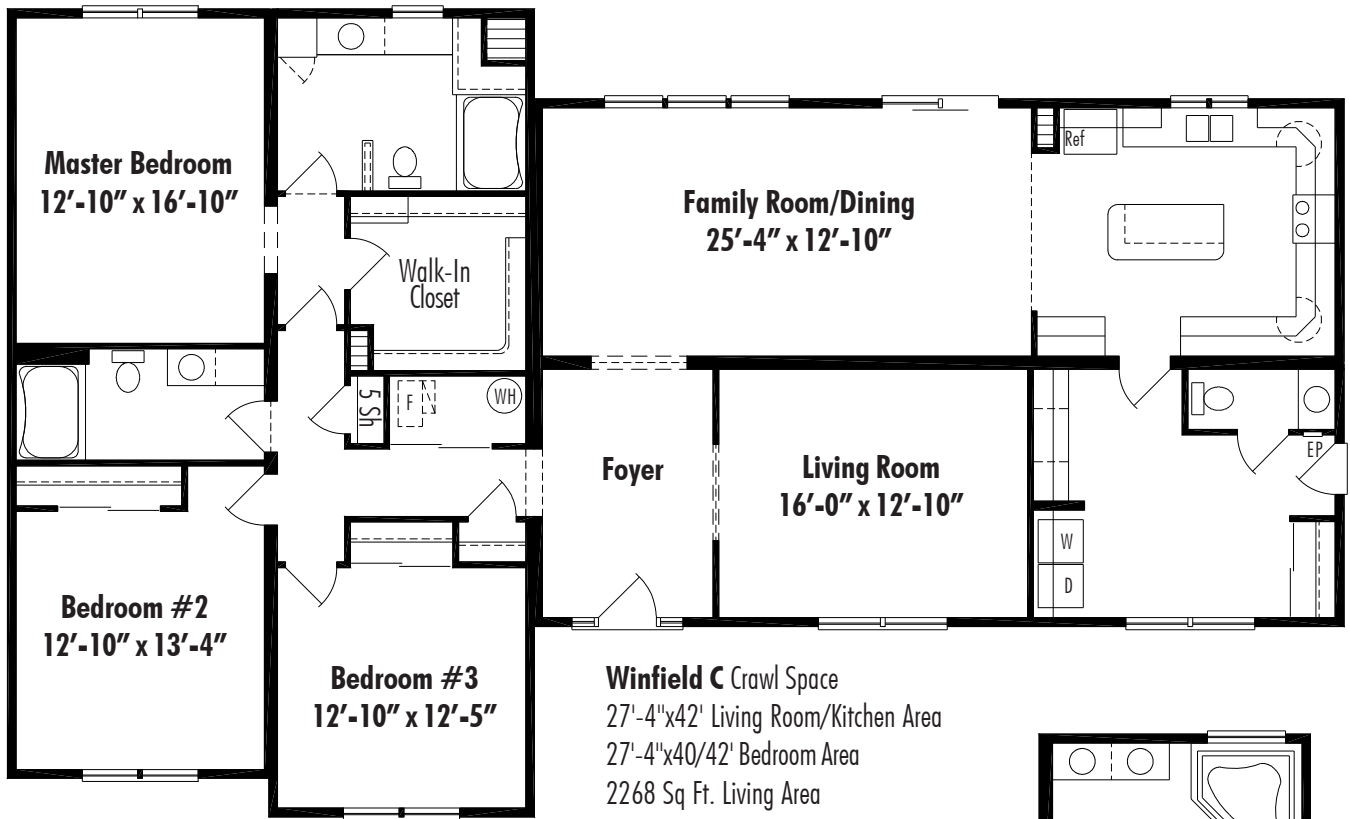 Master Bedroom
12’-10” x 16’-10”
Family Room/Dining
25’-4” x 12’-10”
Ref
Walk-In
Closet
5 Sh
F
WH
Foyer
Living Room
16’-0” x 12’-10”
EP
W
D
Bedroom #2
12’-10” x 13’-4”
Bedroom #3
12’-10” x 12’-5”
Winfield C Crawl Space
27'-4"x42' Living Room/Kitchen Area
27'-4"x40/42' Bedroom Area
2268 Sq Ft. Living Area